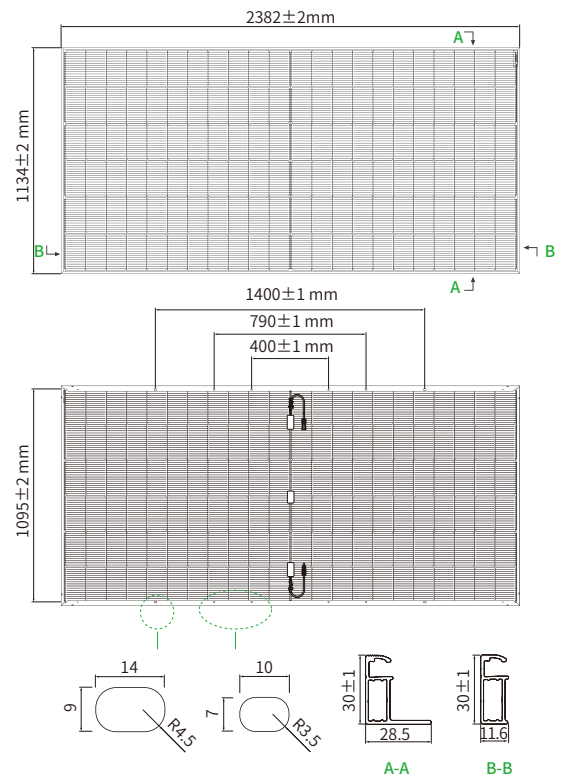 2382±2mm
A
1134±2 mm
B
B
A
1400±1 mm
790±1 mm
400±1 mm
1095±2 mm
14
9
R4.5
10
7
R3.5
30±1
28.5
A-A
30±1
11.6
B-B